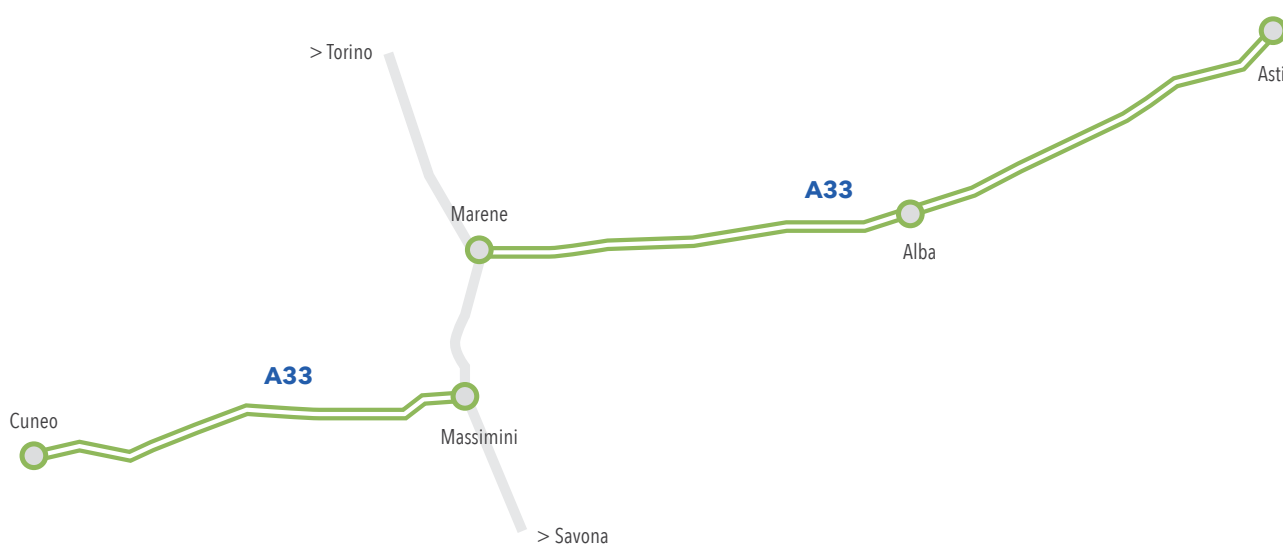 > Torino
Asti
A33
Marene
Alba
A33
Cuneo
Massimini
> Savona